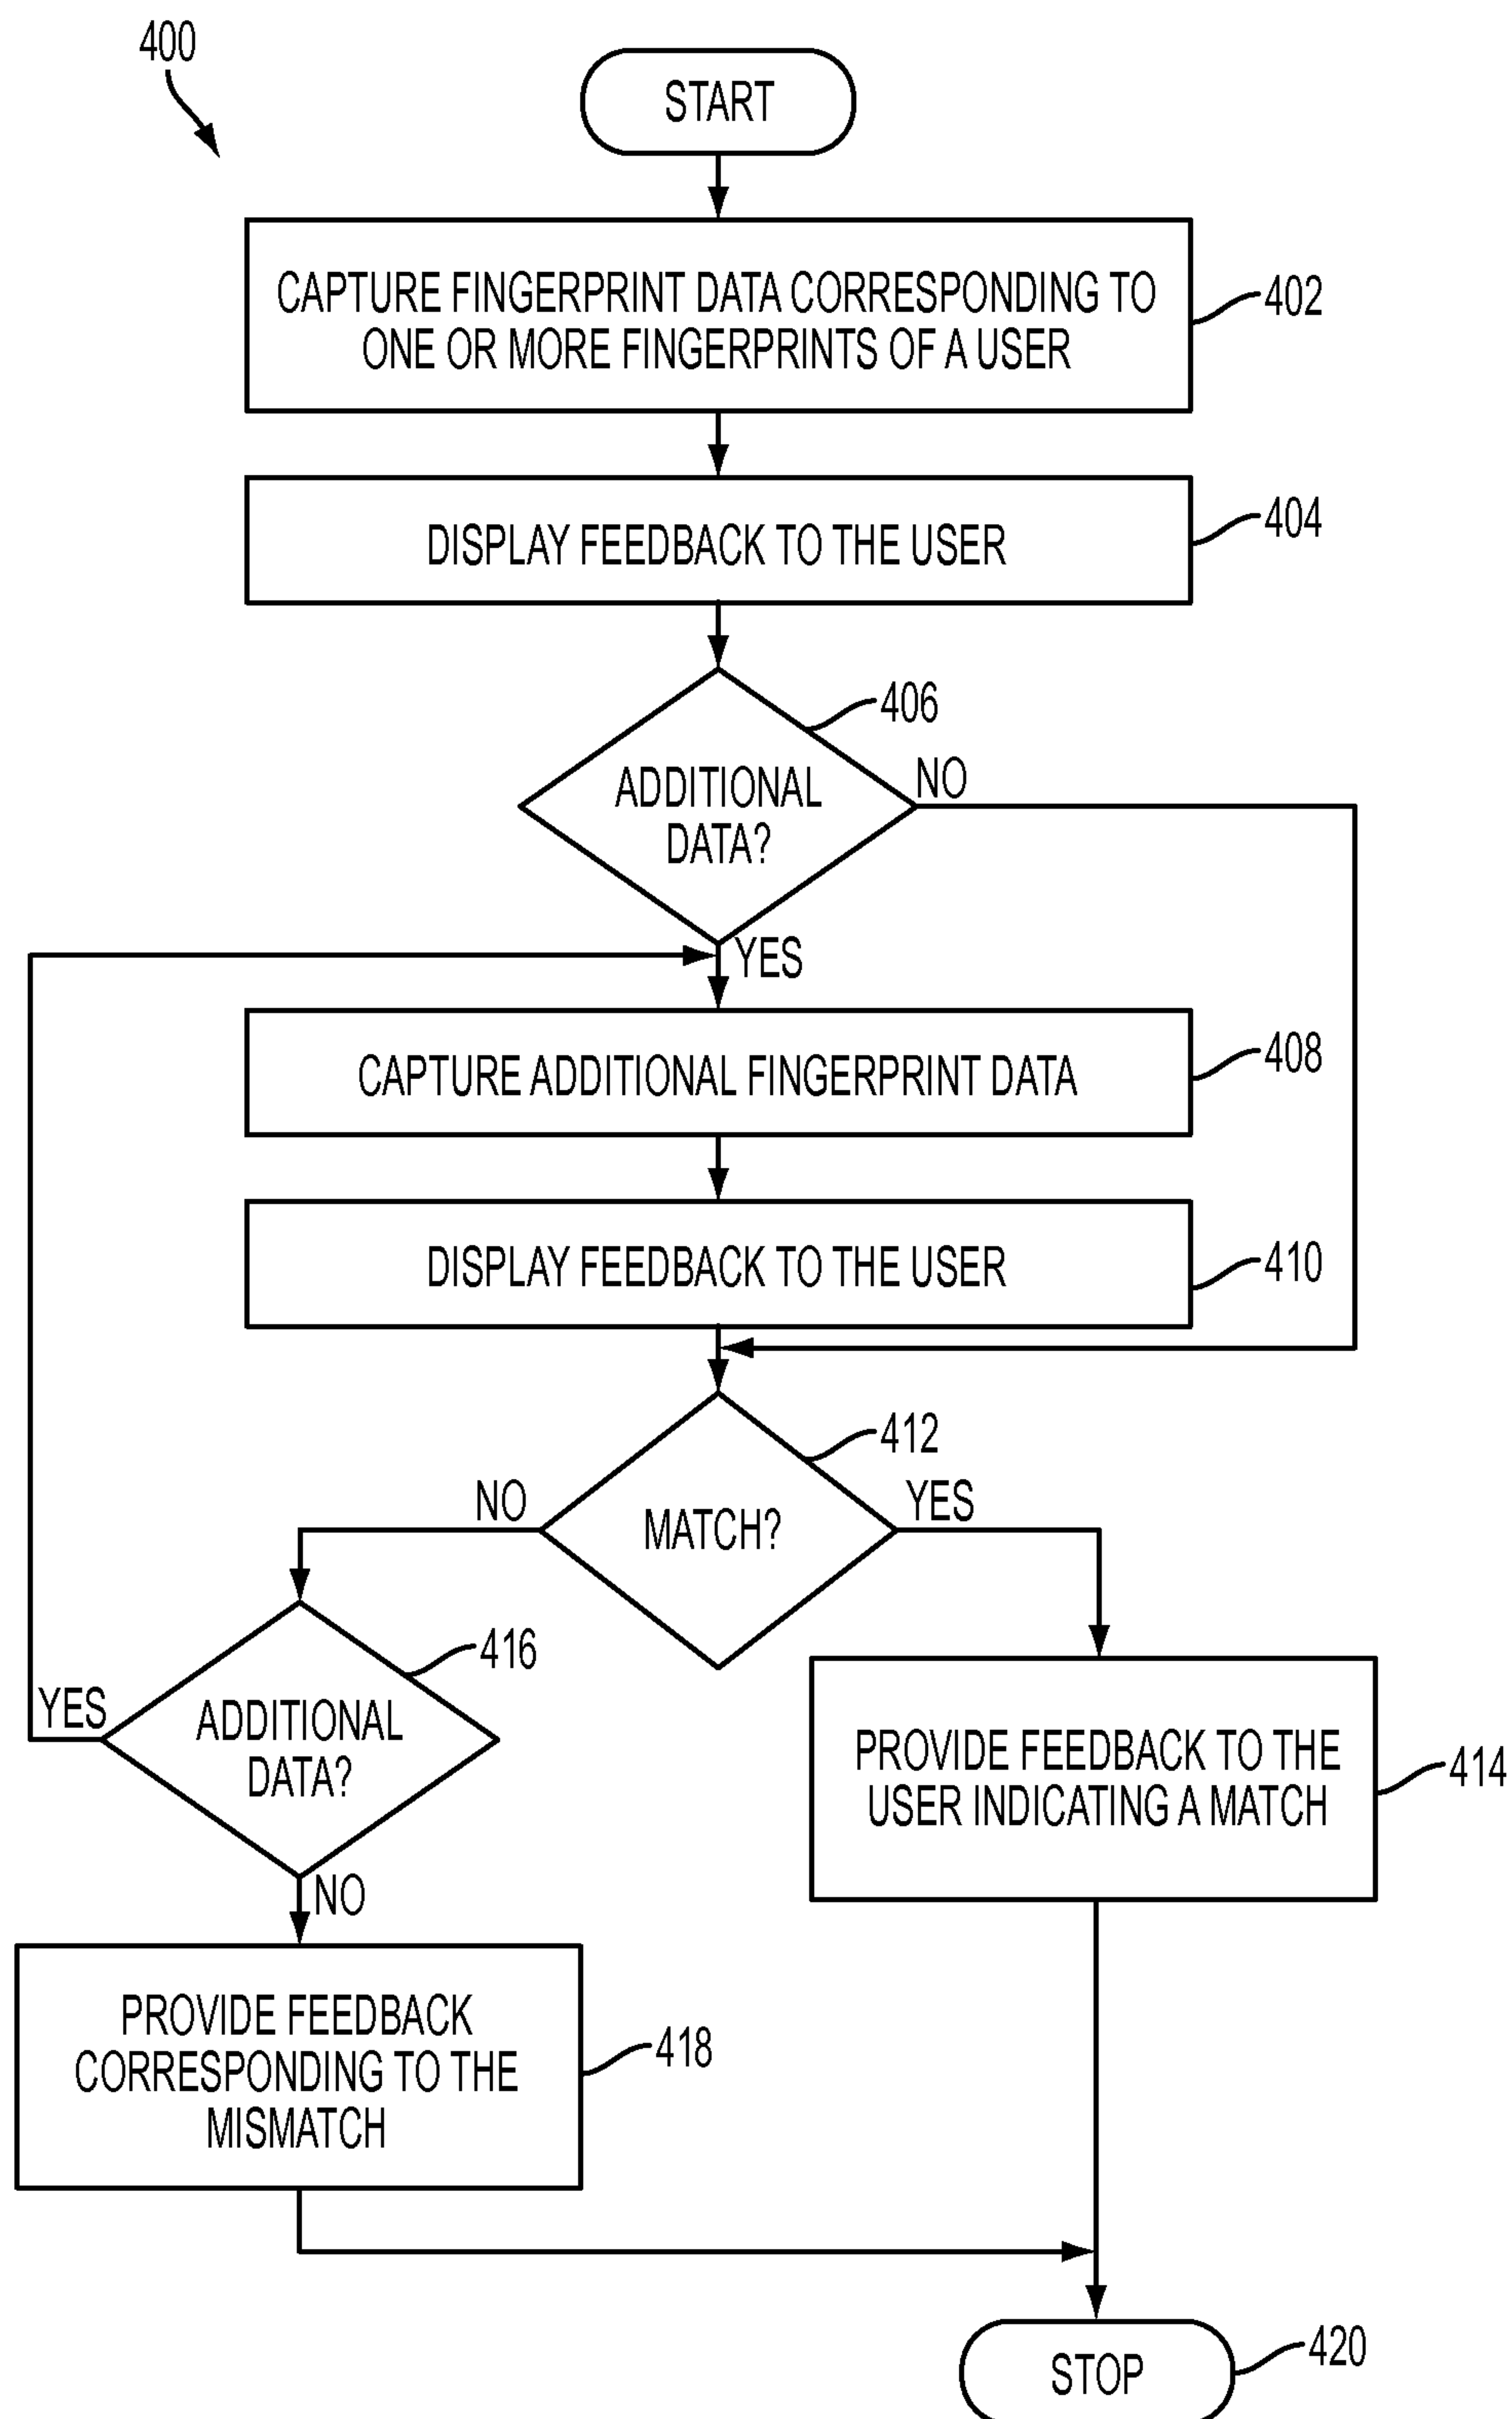 400
START
CAPTURE FINGERPRINT DATA CORRESPONDING TO
ONE OR MORE FINGERPRINTS OF A USER
402
DISPLAY FEEDBACK TO THE USER
404
406
ADDITIONAL
DATA?
NO
YES
CAPTURE ADDITIONAL FINGERPRINT DATA
408
DISPLAY FEEDBACK TO THE USER
410
412
MATCH?
NO
YES
416
ADDITIONAL
DATA?
YES
NO
PROVIDE FEEDBACK TO THE
USER INDICATING A MATCH
414
PROVIDE FEEDBACK
CORRESPONDING TO THE
MISMATCH
418
STOP
420